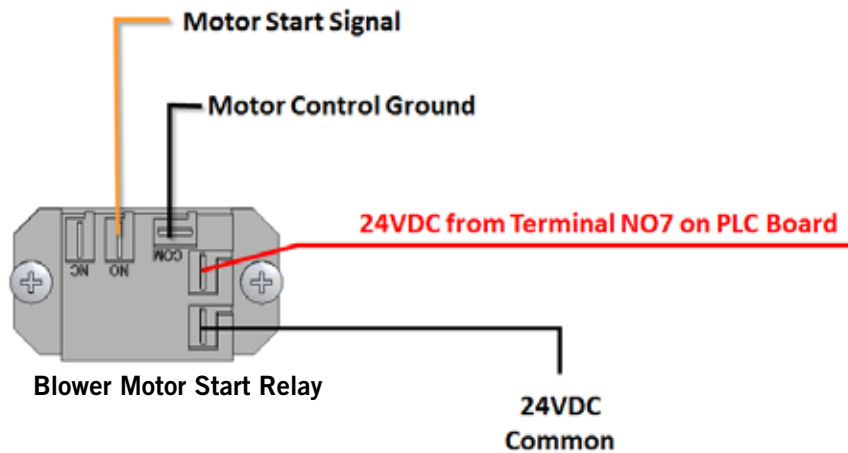 Motor Start Signal
Motor Control Ground
24VDC from Terminal NO7 on PLC Board
NC
NO
COM
Blower Motor Start Relay
24VDC
Common